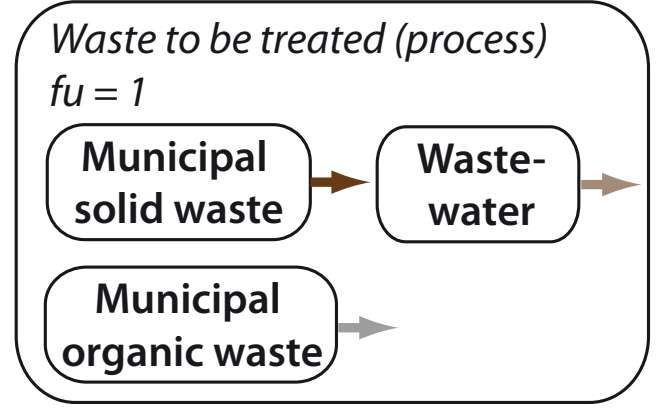 Waste to be treated (process)
fu = 1
Municipal
solid waste
Waste-
water
Municipal
organic waste